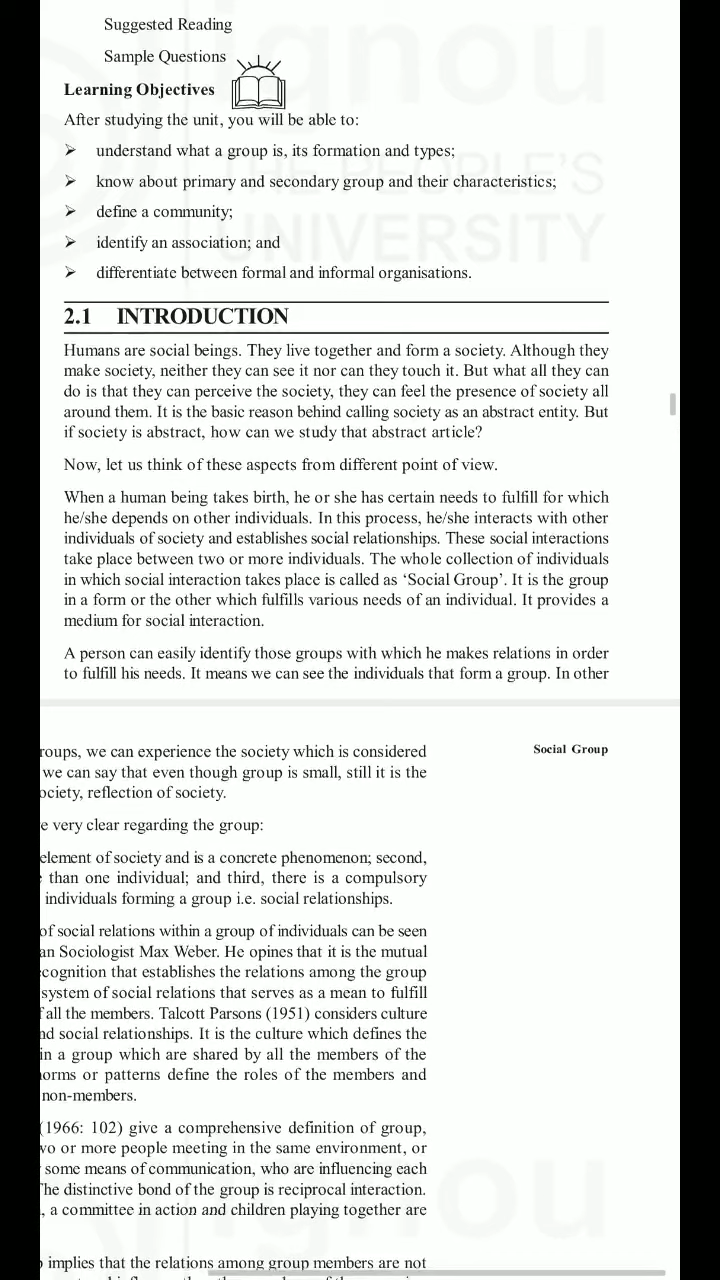 Suggested Reading
Sample Questions
Learning Objectives
After studying the unit, you will be able to:
➢ understand what a group is, its formation and types;
➢ know about primary and secondary group and their characteristics;
➢ define a community;
➢ identify an association; and
➢ differentiate between formal and informal organisations.
2.1 INTRODUCTION
Humans are social beings. They live together and form a society. Although they
make society, neither they can see it nor can they touch it. But what all they can
do is that they can perceive the society, they can feel the presence of society all
around them. It is the basic reason behind calling society as an abstract entity. But
if society is abstract, how can we study that abstract article?
Now, let us think of these aspects from different point of view.
When a human being takes birth, he or she has certain needs to fulfill for which
he/she depends on other individuals. In this process, he/she interacts with other
individuals of society and establishes social relationships. These social interactions
take place between two or more individuals. The whole collection of individuals
in which social interaction takes place is called as ‘Social Group’. It is the group
in a form or the other which fulfills various needs of an individual. It provides a
medium for social interaction.
A person can easily identify those groups with which he makes relations in order
to fulfill his needs. It means we can see the individuals that form a group. In other
roups, we can experience the society which is considered
Social Group
we can say that even though group is small, still it is the
ociety, reflection of society.
e very clear regarding the group:
element of society and is a concrete phenomenon; second,
than one individual; and third, there is a compulsory
individuals forming a group i.e. social relationships.
of social relations within a group of individuals can be seen
an Sociologist Max Weber. He opines that it is the mutual
cognition that establishes the relations among the group
system of social relations that serves as a mean to fulfill
all the members. Talcott Parsons (1951) considers culture
nd social relationships. It is the culture which defines the
in a group which are shared by all the members of the
orms or patterns define the roles of the members and
non-members.
(1966: 102) give a comprehensive definition of group,
wo or more people meeting in the same environment, or
some means of communication, who are influencing each
The distinctive bond of the group is reciprocal interaction.
, a committee in action and children playing together are
implies that the relations among group members are not
ignou
THE PEOPLE'S
UNIVERSITY
ignou